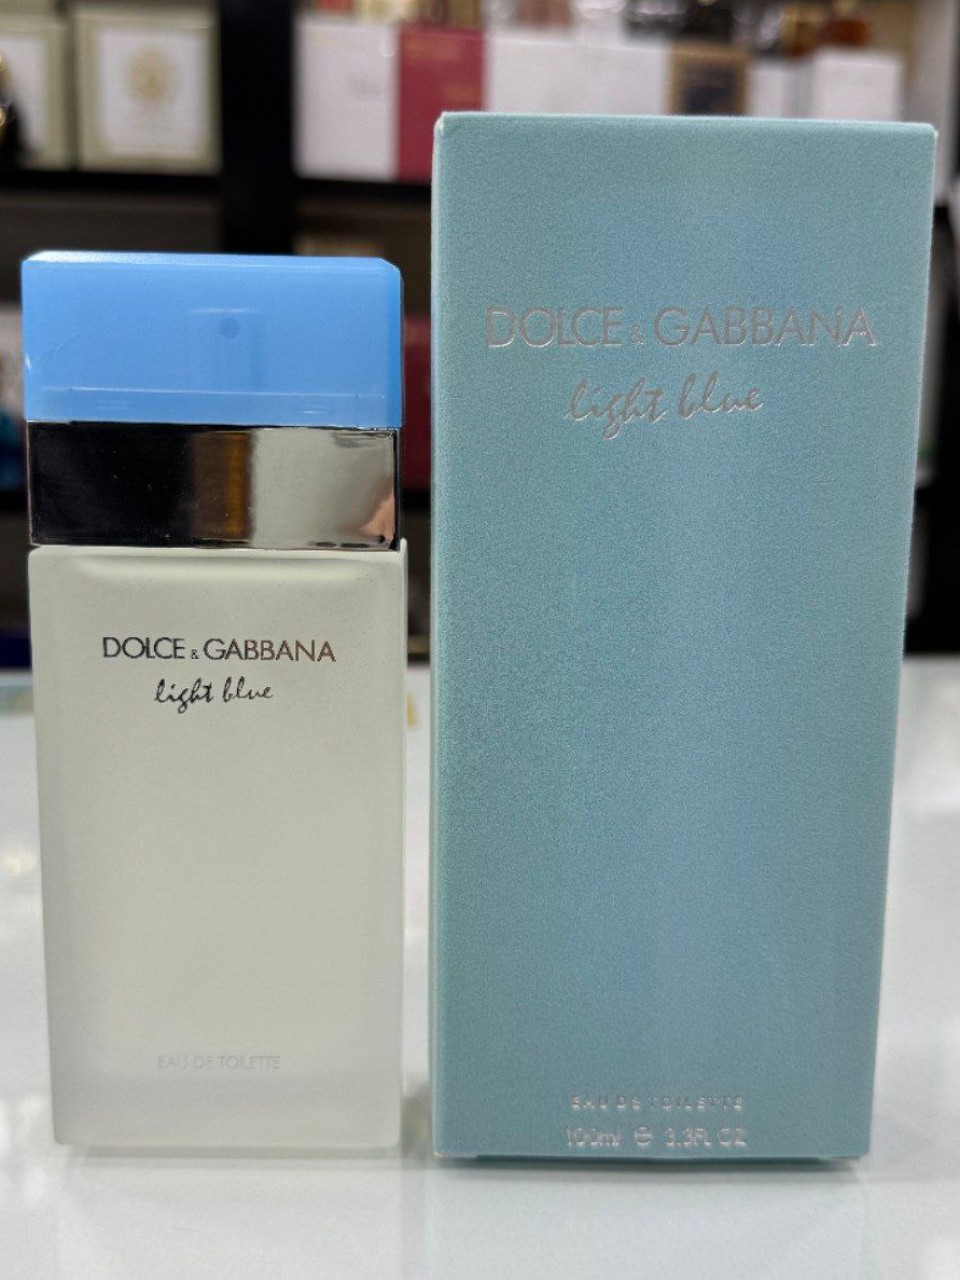 DOLCE & GABBANA
light blue
EAU DE TOILETTE
DOLCE & GABBANA
light blue
EAU DE TOILETTE
100ml ℮ 3.3FL OZ